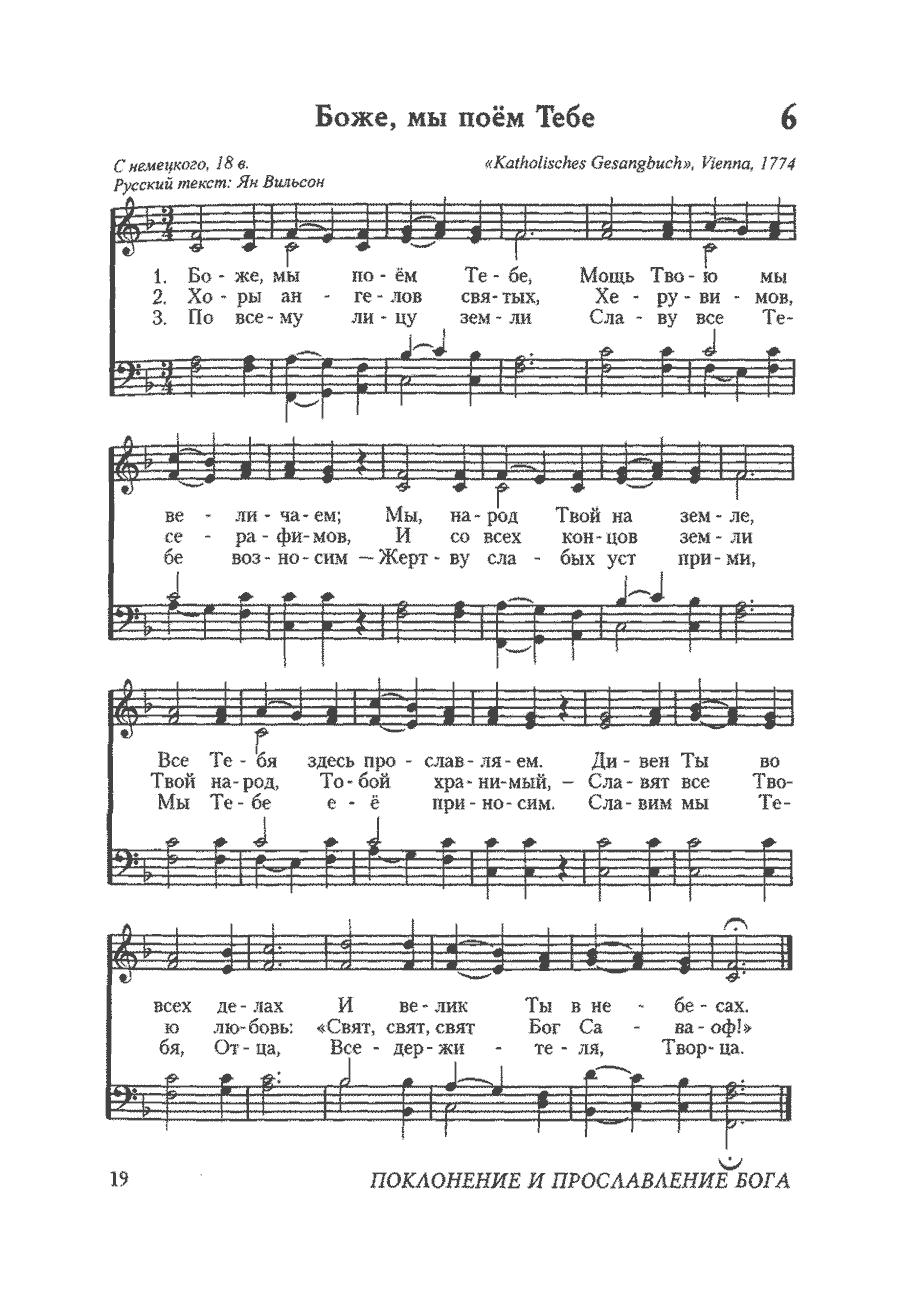 Боже, мы поём Тебе 6
С немецкого, 18 в. «Katholisches Gesangbuch», Vienna, 1774
Русский текст: Ян Вильсон
1. Бо - же, мы по - ём Те - бе, Мощь Тво - ю мы
2. Хо - ры ан - ге - лов свя - тых, Хе - ру - ви - мов,
3. По все - му ли - цу зем - ли Сла - ву все Те-
ве - ли - ча - ем; Мы, на - род Твой на зем - ле,
се - ра - фи - мов, И со всех кон - цов зем - ли
бе воз - но - сим — Жерт - ву сла - бых уст при - ми,
Все Те - бя здесь про - слав - ля - ем. Ди - вен Ты во
Твой на - род, То - бой хра - ни - мый, — Сла - вят все Тво-
Мы Те - бе е - ё при - но - сим. Сла - вим мы Те-
всех де - лах И ве - лик Ты в не - бе - сах.
ю лю - бовь: «Свят, свят, свят Бог Са - ва - оф!»
бя, От - ца, Все - дер - жи - те - ля, Твор - ца.
19 ПОКЛОНЕНИЕ И ПРОСЛАВЛЕНИЕ БОГА